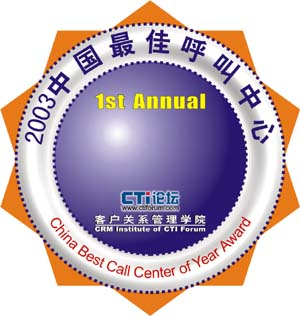 2003中国最佳呼叫中心
1st Annual
CTi论坛
www.ctiforum.com
客户关系管理学院
CRM Institute of CTI Forum
China Best Call Center of Year Award